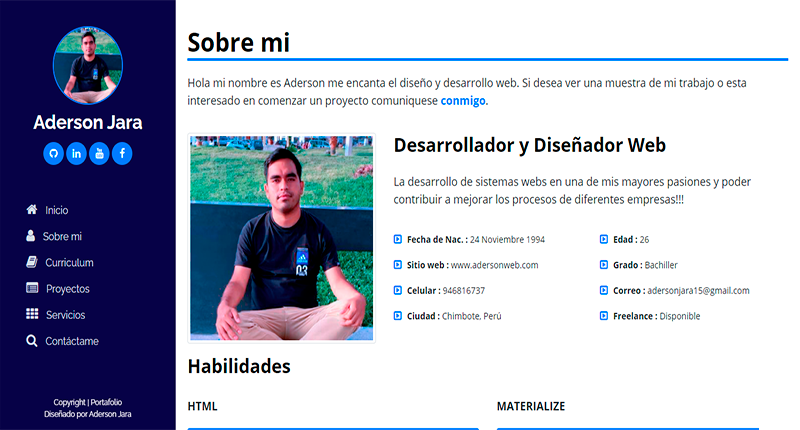 Aderson Jara
Inicio
Sobre mi
Curriculum
Proyectos
Servicios
Contáctame
Copyright | Portafolio
Diseñado por Aderson Jara
Sobre mi
Hola mi nombre es Aderson me encanta el diseño y desarrollo web. Si desea ver una muestra de mi trabajo o esta
interesado en comenzar un proyecto comuniquese conmigo.
Desarrollador y Diseñador Web
La desarrollo de sistemas webs en una de mis mayores pasiones y poder
contribuir a mejorar los procesos de diferentes empresas!!!
Fecha de Nac. : 24 Noviembre 1994
Edad : 26
Sitio web : www.adersonweb.com
Grado : Bachiller
Celular : 946816737
Correo : adersonjara15@gmail.com
Ciudad : Chimbote, Perú
Freelance : Disponible
Habilidades
HTML
MATERIALIZE